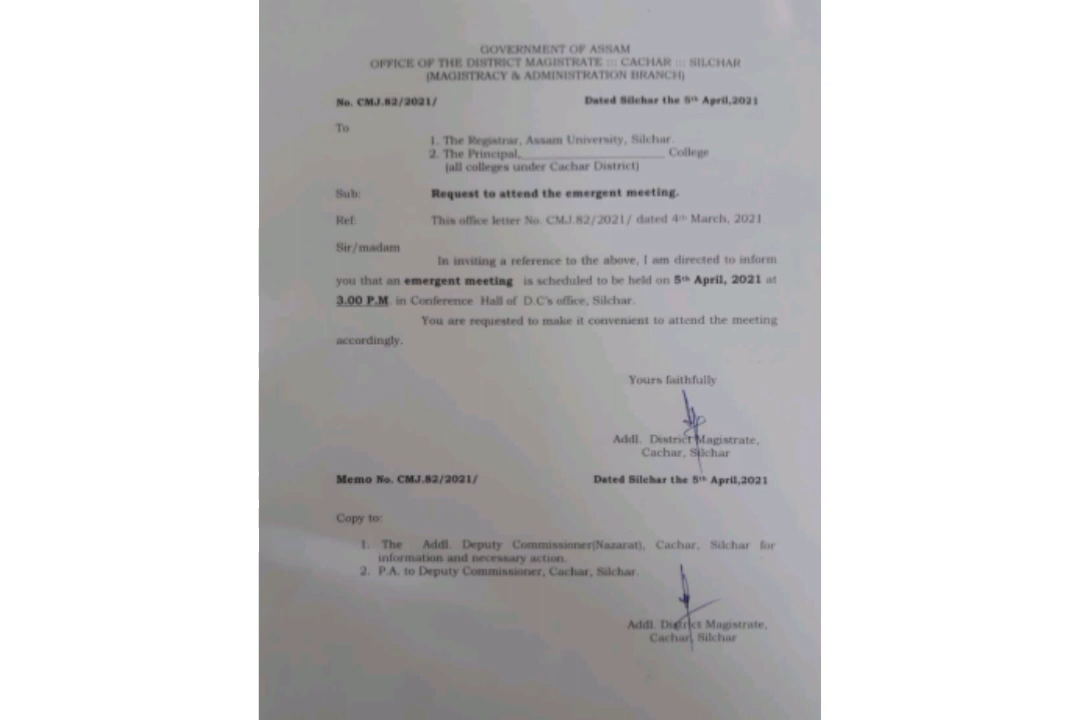 GOVERNMENT OF ASSAM
OFFICE OF THE DISTRICT MAGISTRATE ::: CACHAR ::: SILCHAR
(MAGISTRACY & ADMINISTRATION BRANCH)
No. CMJ.82/2021/ Dated Silchar the 5th April,2021
To
1. The Registrar, Assam University, Silchar.
2. The Principal,____________________ College
(all colleges under Cachar District)
Sub: Request to attend the emergent meeting.
Ref: This office letter No. CMJ.82/2021/ dated 4th March, 2021
Sir/madam
In inviting a reference to the above, I am directed to inform
you that an emergent meeting is scheduled to be held on 5th April, 2021 at
3.00 P.M. in Conference Hall of D.C's office, Silchar.
You are requested to make it convenient to attend the meeting
accordingly.
Yours faithfully
Addl. District Magistrate,
Cachar, Silchar
Memo No. CMJ.82/2021/ Dated Silchar the 5th April,2021
Copy to:
1. The Addl. Deputy Commissioner(Nazarat), Cachar, Silchar for
information and necessary action.
2. P.A. to Deputy Commissioner, Cachar, Silchar.
Addl. District Magistrate,
Cachar, Silchar